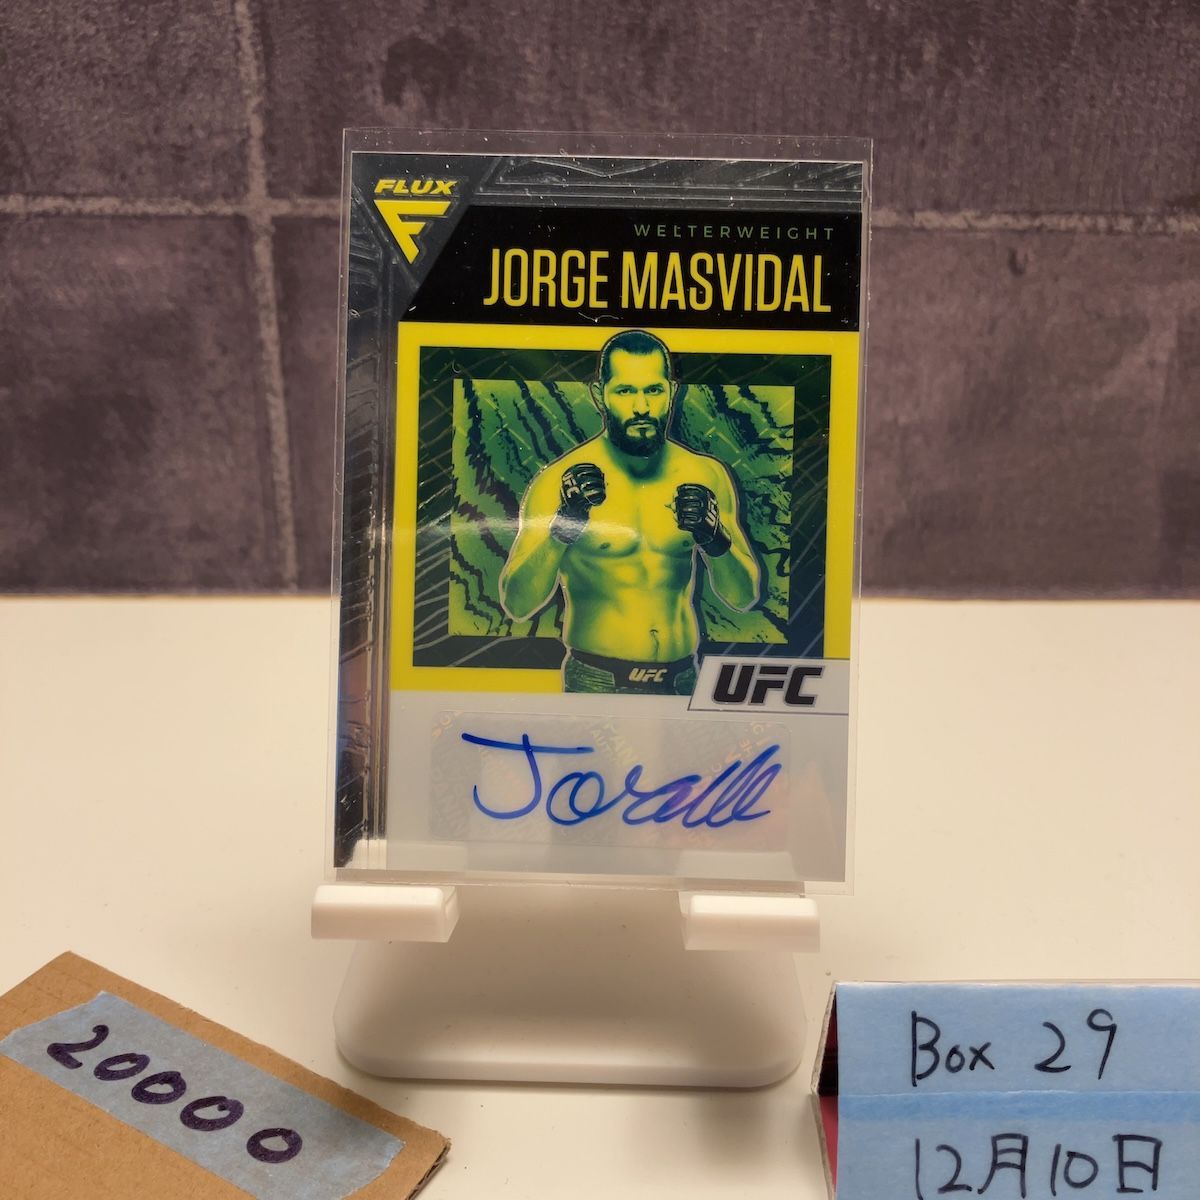 FLUX
WELTERWEIGHT
JORGE MASVIDAL
UFC
UFC
20000
Box 29
12月10日